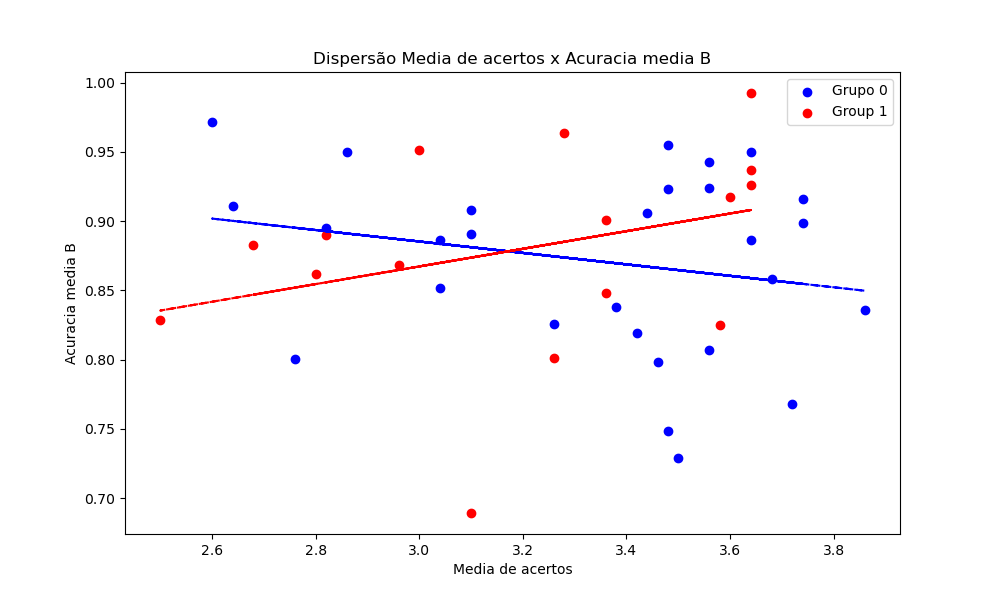 Dispersão Media de acertos x Acuracia media B
Grupo 0
Group 1
1.00
0.95
0.90
0.85
0.80
0.75
0.70
Acuracia media B
2.6
2.8
3.0
3.2
3.4
3.6
3.8
Media de acertos